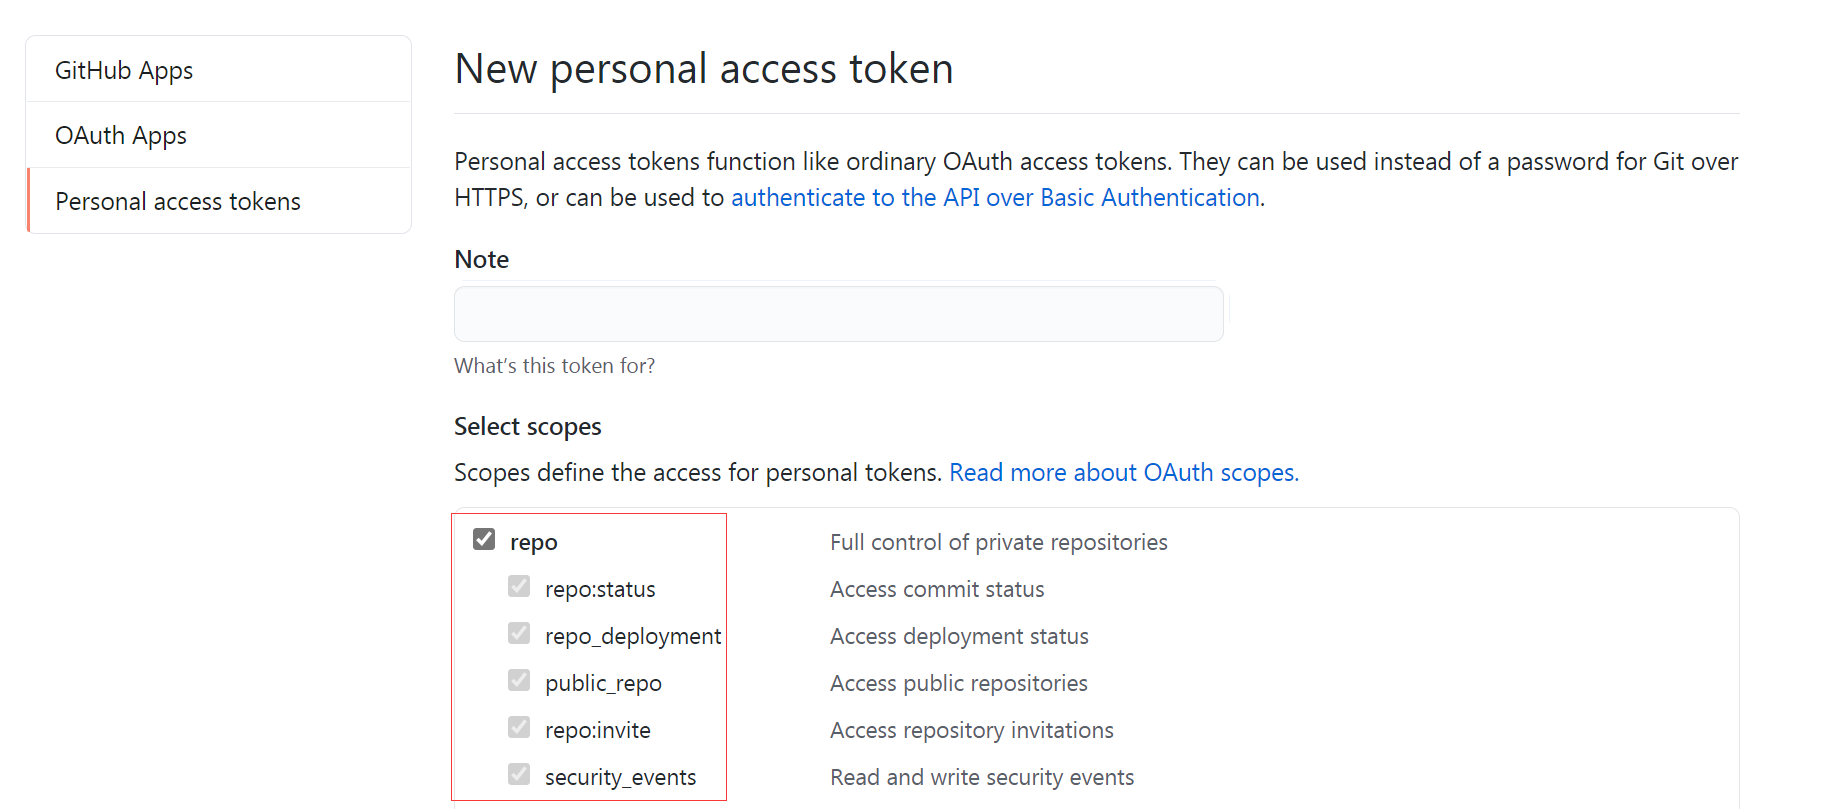 GitHub Apps
OAuth Apps
Personal access tokens
New personal access token
Personal access tokens function like ordinary OAuth access tokens. They can be used instead of a password for Git over
HTTPS, or can be used to authenticate to the API over Basic Authentication.
Note
What's this token for?
Select scopes
Scopes define the access for personal tokens. Read more about OAuth scopes.
repo Full control of private repositories
repo:status Access commit status
repo_deployment Access deployment status
public_repo Access public repositories
repo:invite Access repository invitations
security_events Read and write security events